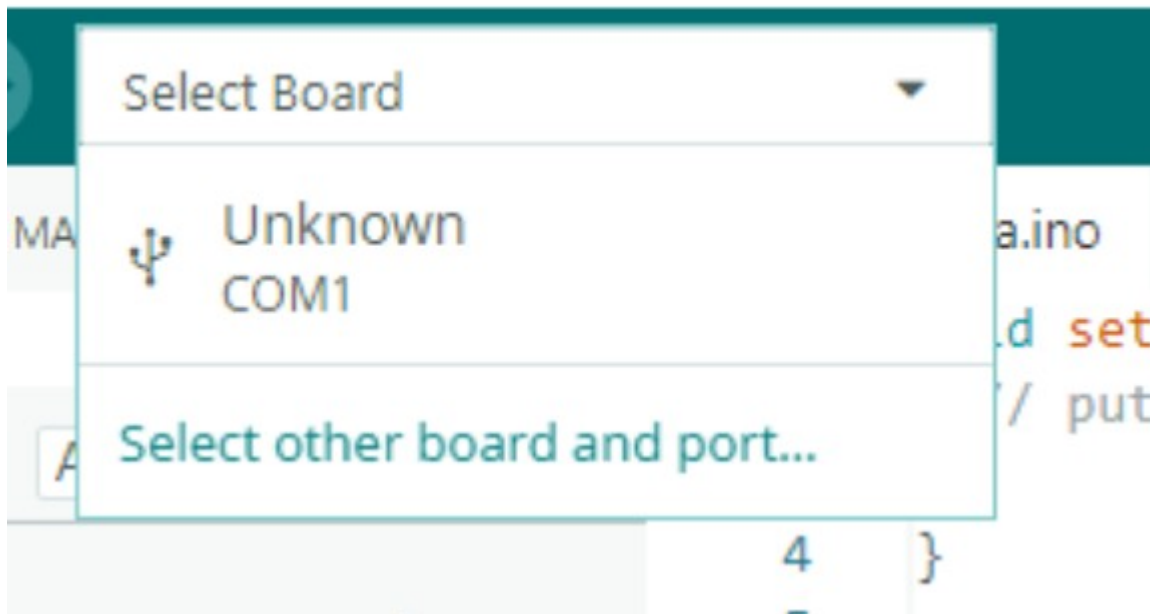 Select Board
MA
Unknown
COM1
a.ino
d set
/ put
Select other board and port...
A
4 }